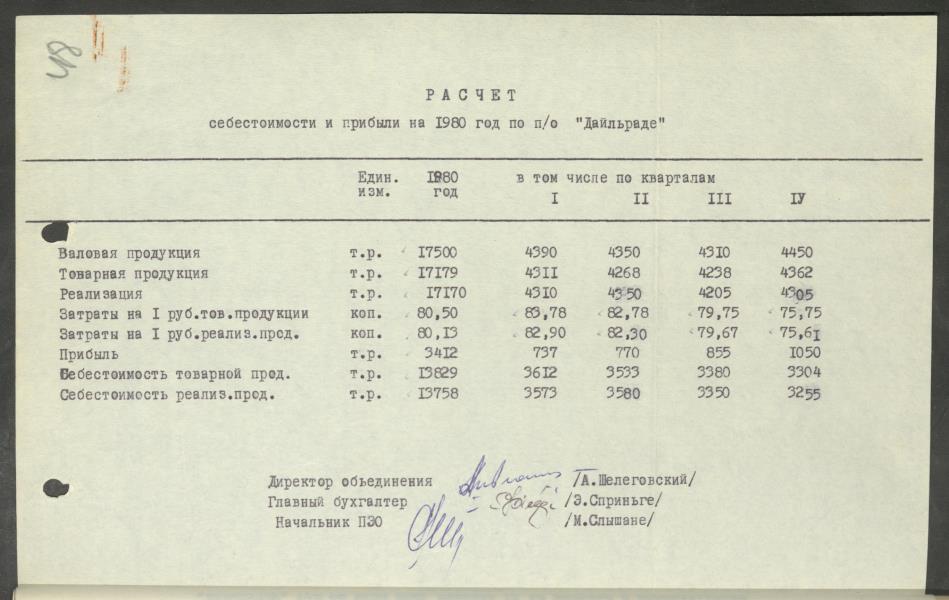 РАСЧЕТ
себестоимости и прибыли на 1980 год по п/о "Дайльраде"
Един. 1980 в том числе по кварталам
изм. год I II III IУ
Валовая продукция т.р. 17500 4390 4350 4310 4450
Товарная продукция т.р. 17179 4311 4268 4238 4362
Реализация т.р. 17170 4310 4350 4205 4305
Затраты на I руб.тов.продукции коп. 80,50 83,78 82,78 79,75 75,75
Затраты на I руб.реализ.прод. коп. 80,13 82,90 82,30 79,67 75,61
Прибыль т.р. 3412 737 770 855 1050
Себестоимость товарной прод. т.р. 13829 3612 3533 3380 3304
Себестоимость реализ.прод. т.р. 13758 3573 3580 3350 3255
Директор объединения /А.Шелеговский/
Главный бухгалтер /Э.Сприньге/
Начальник ПЭО /М.Слышане/